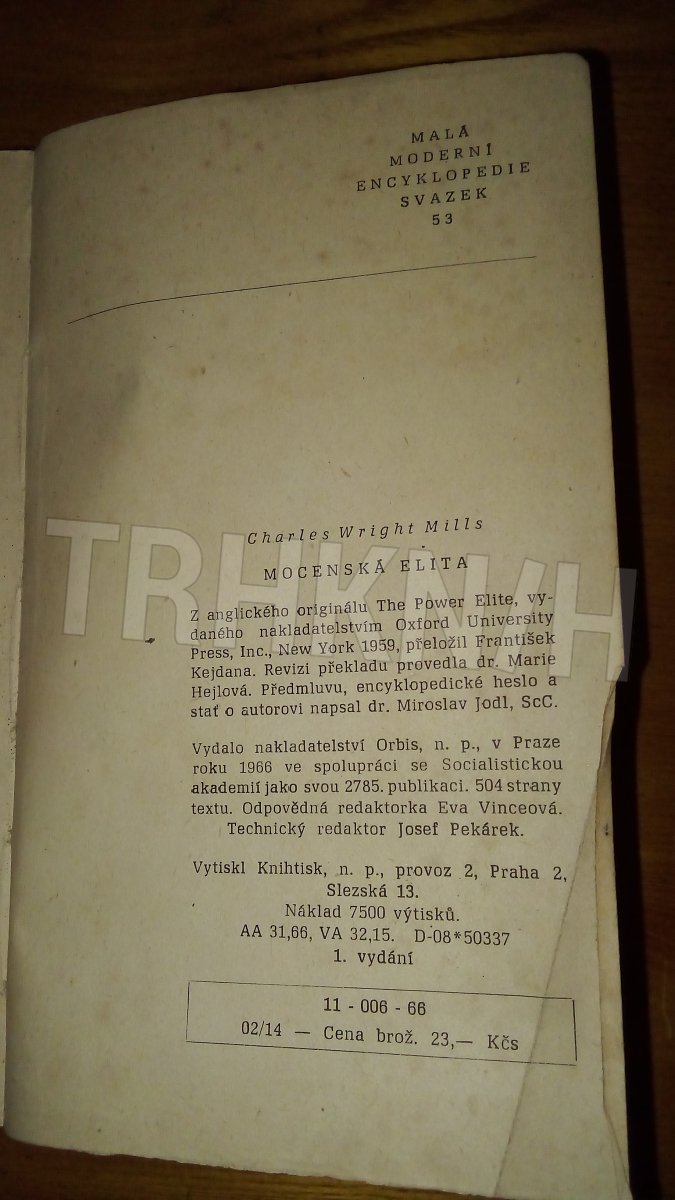 MALÁ
MODERNÍ
ENCYKLOPEDIE
SVAZEK
53
Charles Wright Mills
MOCENSKÁ ELITA
Z anglického originálu The Power Elite, vy-
daného nakladatelstvím Oxford University
Press, Inc., New York 1959, přeložil František
Kejdana. Revizi překladu provedla dr. Marie
Hejlová. Předmluvu, encyklopedické heslo a
stať o autorovi napsal dr. Miroslav Jodl, ScC.
Vydalo nakladatelství Orbis, n. p., v Praze
roku 1966 ve spolupráci se Socialistickou
akademií jako svou 2785. publikaci. 504 strany
textu. Odpovědná redaktorka Eva Vinceová.
Technický redaktor Josef Pekárek.
Vytiskl Knihtisk, n. p., provoz 2, Praha 2,
Slezská 13.
Náklad 7500 výtisků.
AA 31,66, VA 32,15. D-08*50337
1. vydání
11 - 006 - 66
02/14 — Cena brož. 23,— Kčs
TRHKNIH